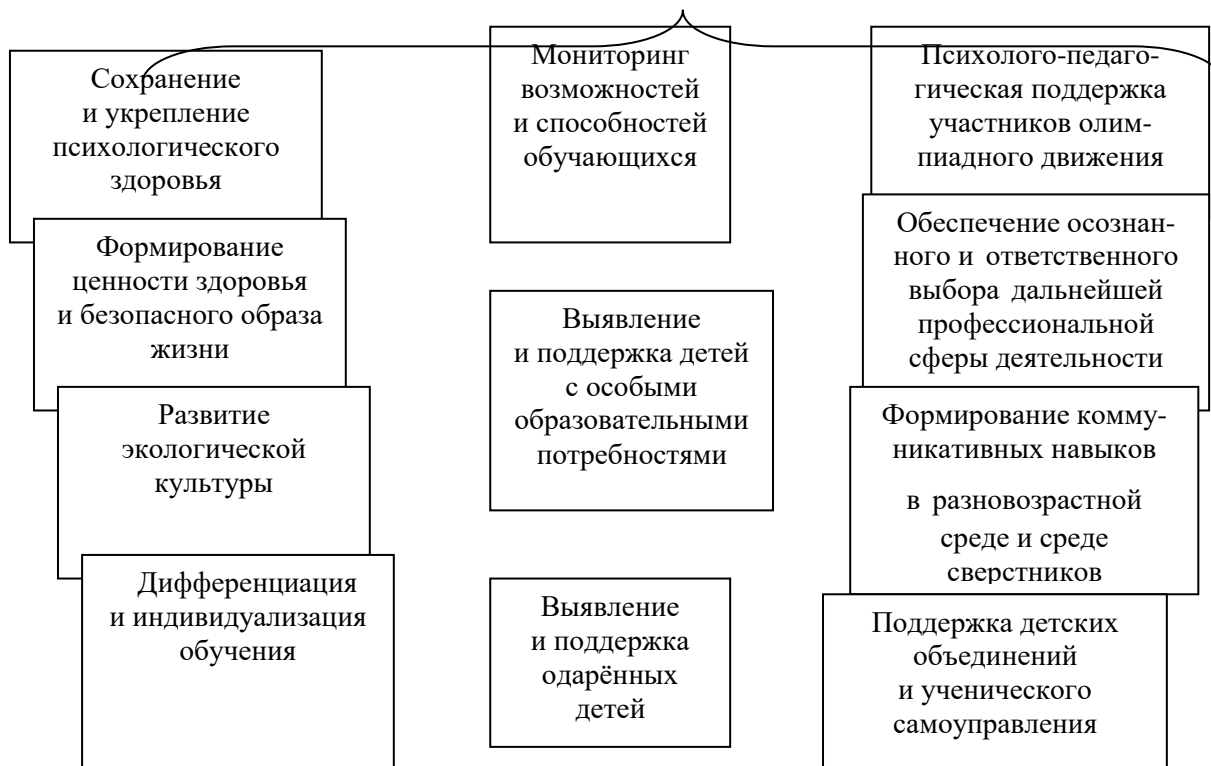 Сохранение
и укрепление
психологического
здоровья
Формирование
ценности здоровья
и безопасного образа
жизни
Развитие
экологической
культуры
Дифференциация
и индивидуализация
обучения
Мониторинг
возможностей
и способностей
обучающихся
Выявление
и поддержка детей
с особыми
образовательными
потребностями
Выявление
и поддержка
одарённых
детей
Психолого-педаго-
гическая поддержка
участников олим-
пиадного движения
Обеспечение осознан-
ного и ответственного
выбора дальнейшей
профессиональной
сферы деятельности
Формирование комму-
никативных навыков
в разновозрастной
среде и среде
сверстников
Поддержка детских
объединений
и ученического
самоуправления